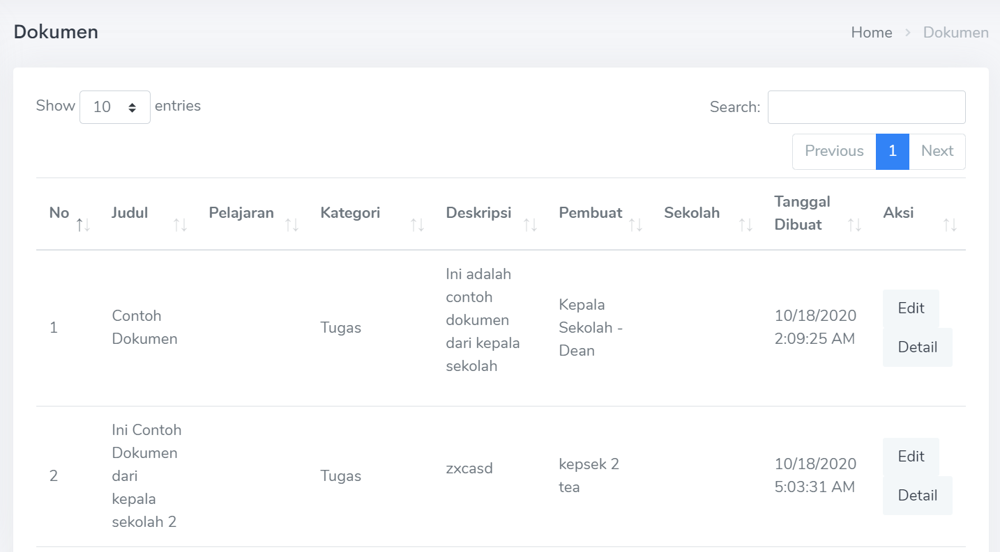 Dokumen
Home > Dokumen
Show 10 entries
Search:
Previous 1 Next
No Judul Pelajaran Kategori Deskripsi Pembuat Sekolah Tanggal Dibuat Aksi
1
Contoh
Dokumen
Tugas
Ini adalah
contoh
dokumen
dari kepala
sekolah
Kepala
Sekolah -
Dean
10/18/2020
2:09:25 AM
Edit
Detail
2
Ini Contoh
Dokumen
dari
kepala
sekolah 2
Tugas
zxcasd
kepsek 2
tea
10/18/2020
5:03:31 AM
Edit
Detail